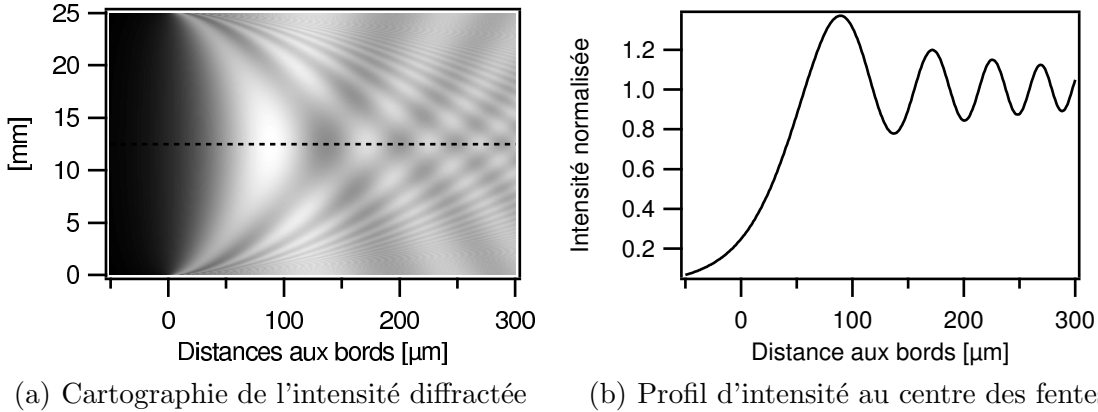 25
20
15
10
5
0
[mm]
0 100 200 300
Distances aux bords [µm]
(a) Cartographie de l'intensité diffractée
1.2
1.0
0.8
0.6
0.4
0.2
Intensité normalisée
0 100 200 300
Distance aux bords [µm]
(b) Profil d'intensité au centre des fente